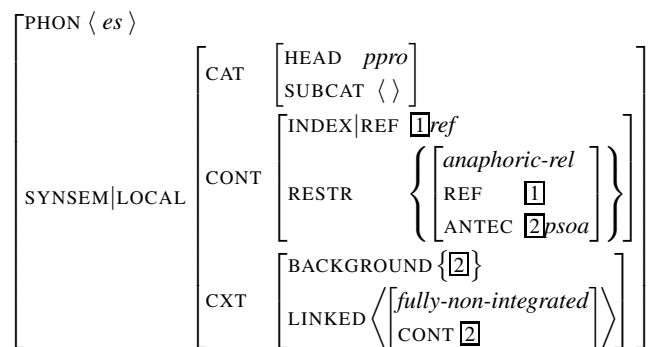 PHON ⟨ es ⟩
CAT HEAD ppro
SUBCAT ⟨ ⟩
SYNSEM|LOCAL
CONT INDEX|REF 1 ref
RESTR { anaphoric-rel
REF 1
ANTEC 2 psoa }
CXT BACKGROUND {2}
LINKED ⟨ fully-non-integrated
CONT 2 ⟩